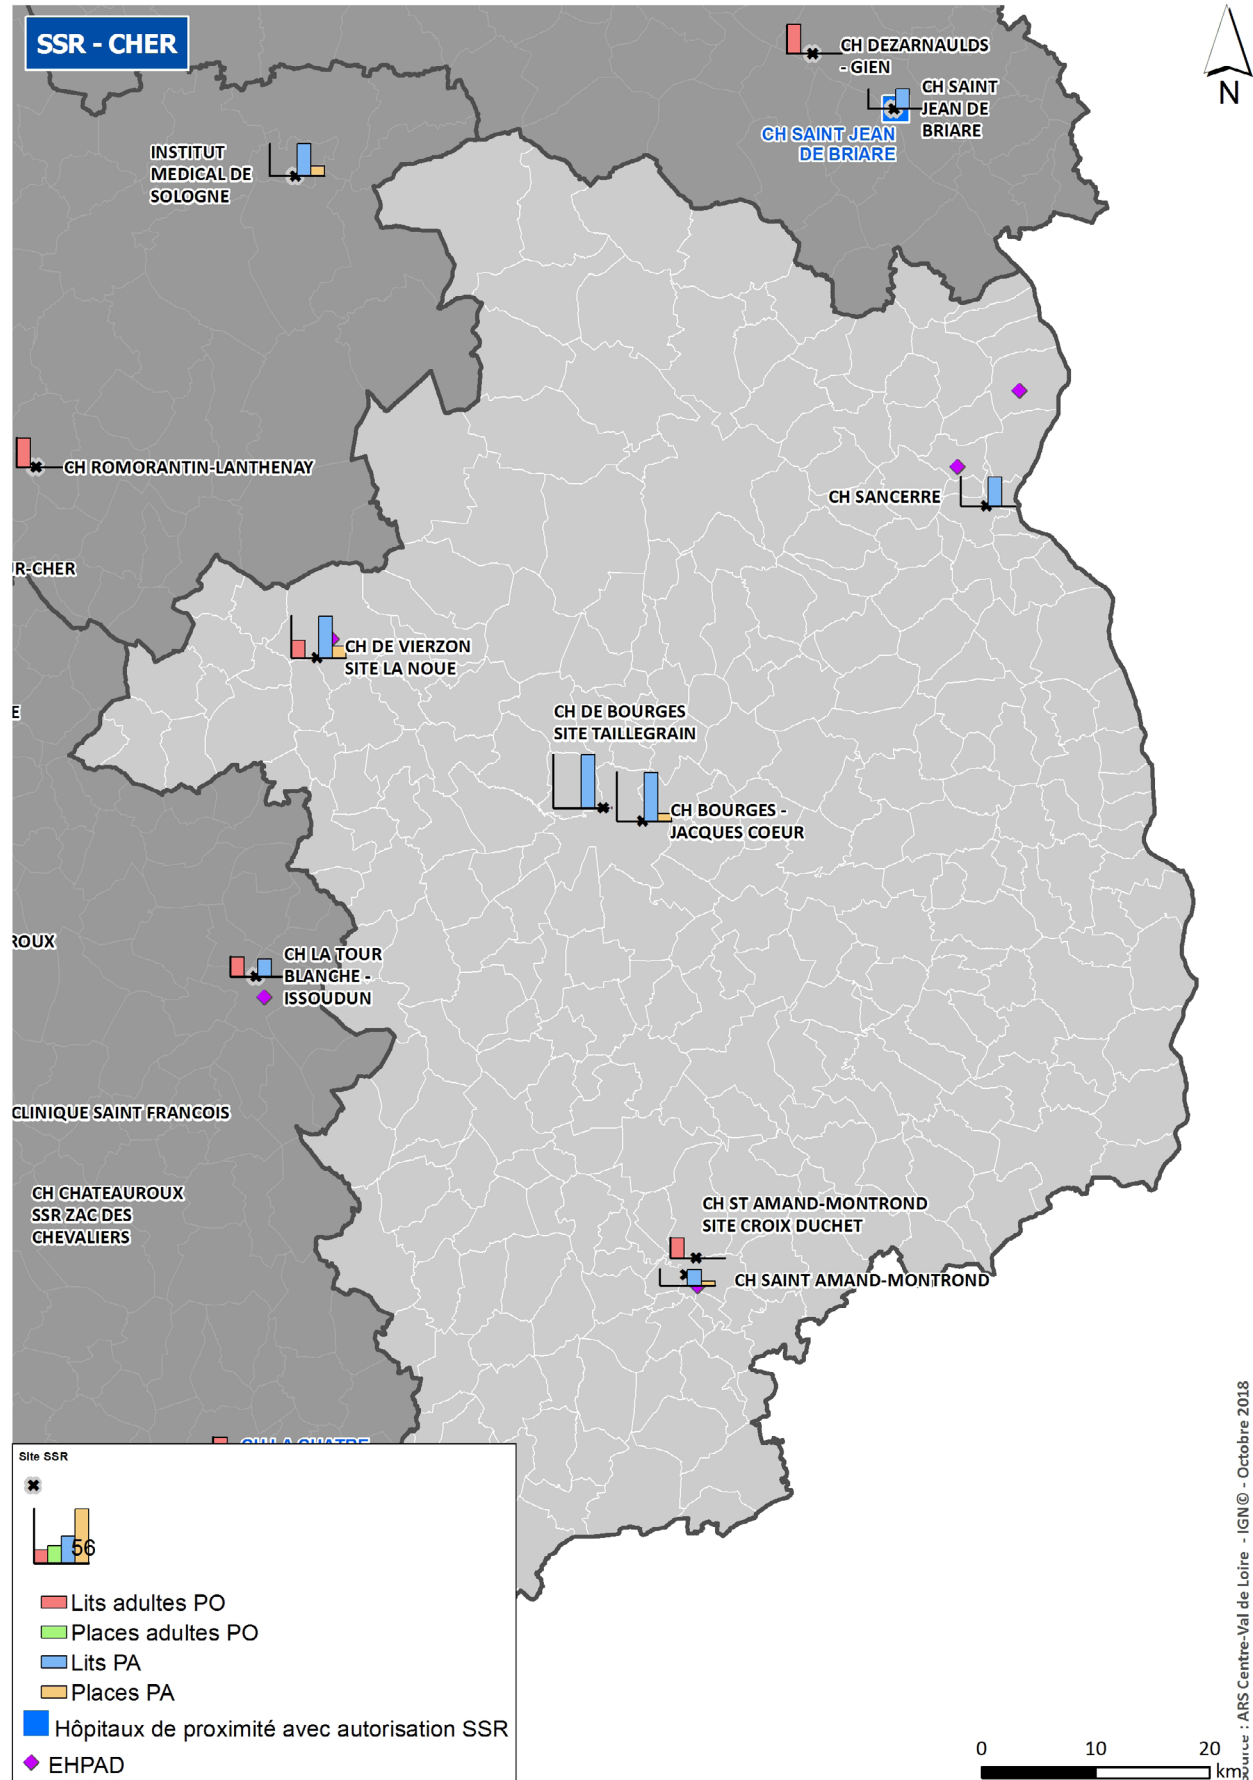 SSR - CHER
CH DEZARNAULDS
- GIEN
CH SAINT
JEAN DE
BRIARE
CH SAINT JEAN
DE BRIARE
N
INSTITUT
MEDICAL DE
SOLOGNE
CH ROMORANTIN-LANTHENAY
CH SANCERRE
R-CHER
CH DE VIERZON
SITE LA NOUE
E
CH DE BOURGES
SITE TAILLEGRAIN
CH BOURGES -
JACQUES COEUR
ROUX
CH LA TOUR
BLANCHE -
ISSOUDUN
CLINIQUE SAINT FRANCOIS
CH CHATEAUROUX
SSR ZAC DES
CHEVALIERS
CH ST AMAND-MONTROND
SITE CROIX DUCHET
CH SAINT AMAND-MONTROND
CH LA CHATRE
Site SSR
56
Lits adultes PO
Places adultes PO
Lits PA
Places PA
Hôpitaux de proximité avec autorisation SSR
EHPAD
0 10 20
km
Source : ARS Centre-Val de Loire - IGN© - Octobre 2018